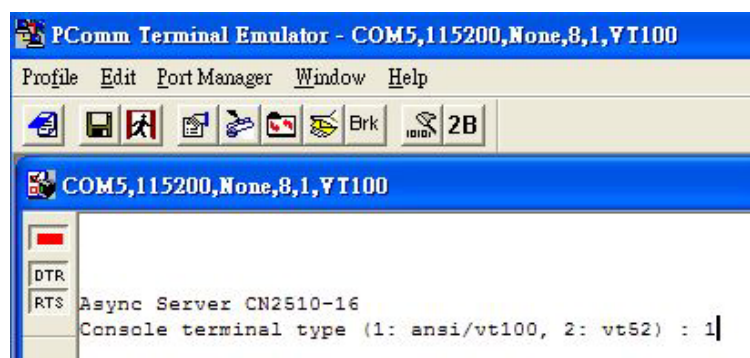 PComm Terminal Emulator - COM5,115200,None,8,1,VT100
Profile Edit Port Manager Window Help
Brk 2B
COM5,115200,None,8,1,VT100
DTR
RTS
Async Server CN2510-16
Console terminal type (1: ansi/vt100, 2: vt52) : 1